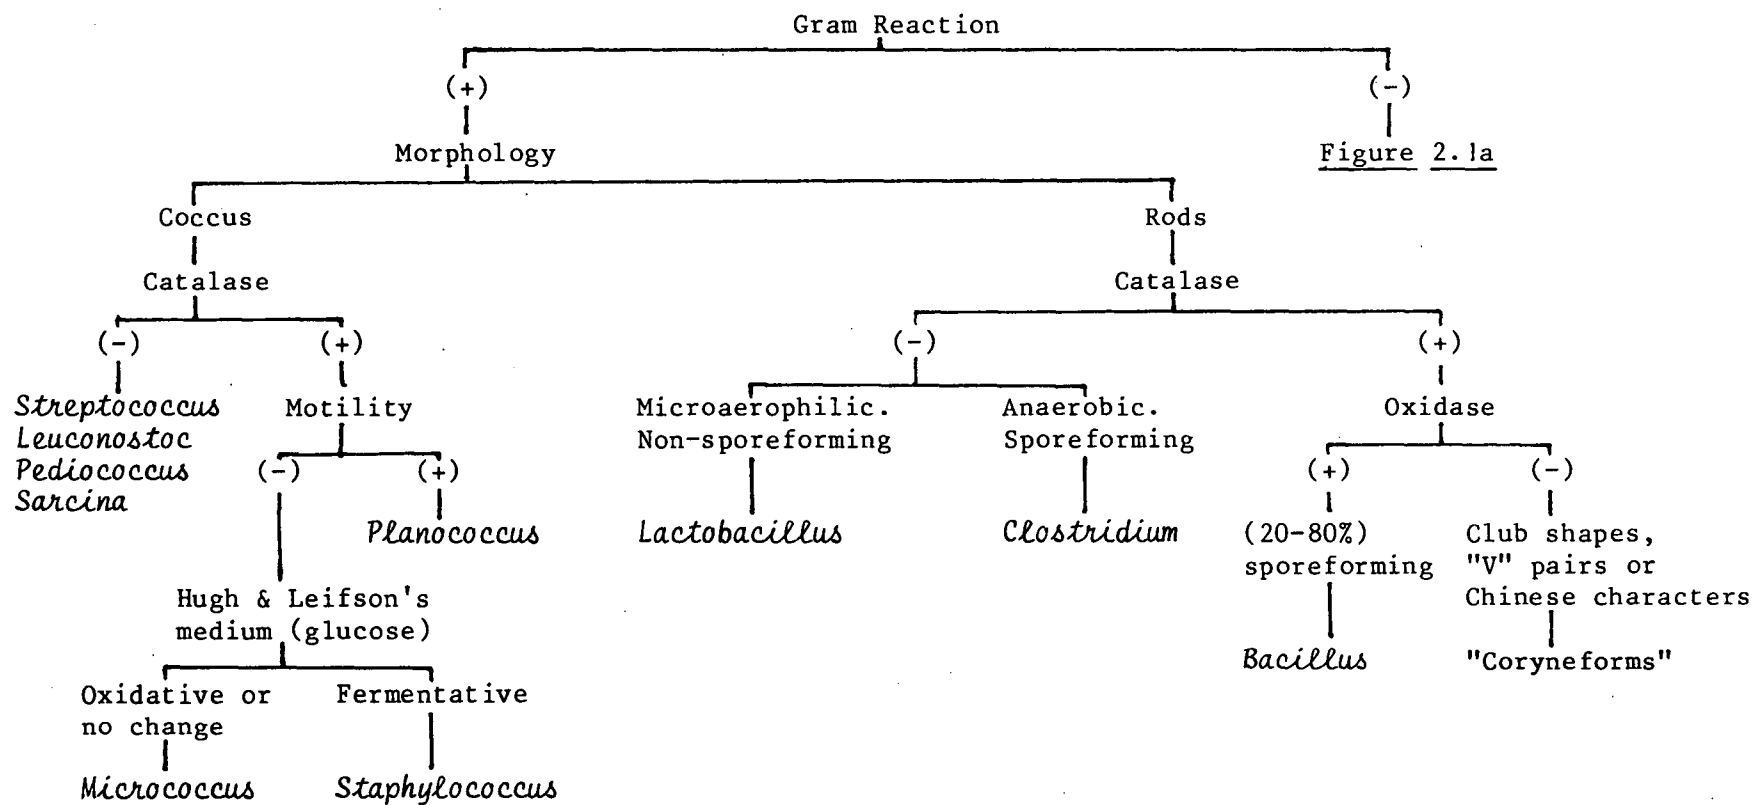 Gram Reaction
(+)
(-)
Morphology
Figure 2.1a
Coccus
Rods
Catalase
Catalase
(-)
(+)
(-)
(+)
Streptococcus
Leuconostoc
Pediococcus
Sarcina
Motility
Microaerophilic.
Non-sporeforming
Anaerobic.
Sporeforming
Oxidase
(-)
(+)
(+)
(-)
Planococcus
Lactobacillus
Clostridium
(20-80%)
sporeforming
Club shapes,
"V" pairs or
Chinese characters
Hugh & Leifson's
medium (glucose)
Bacillus
"Coryneforms"
Oxidative or
no change
Fermentative
Micrococcus
Staphylococcus